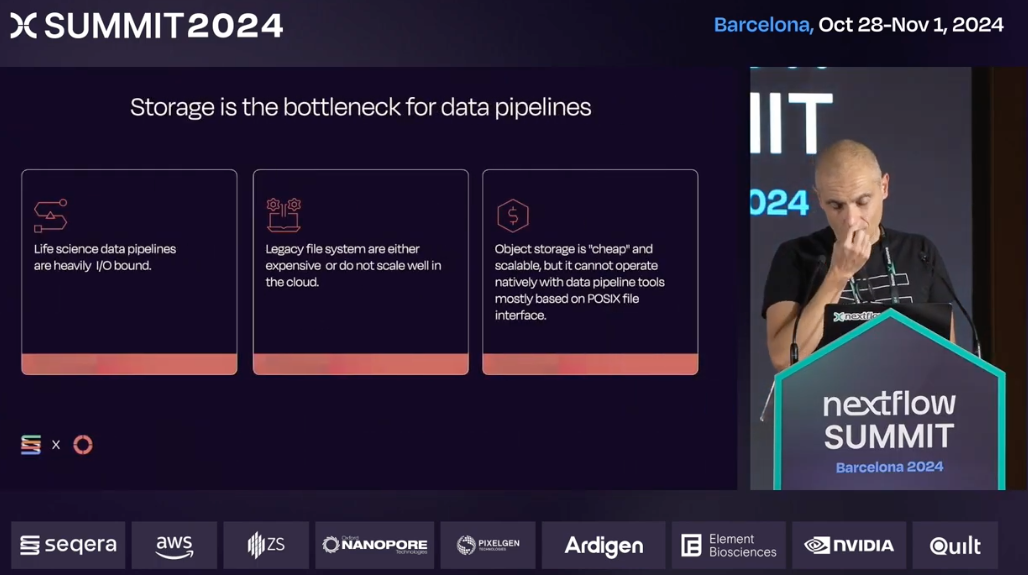 SUMMIT2024
Barcelona, Oct 28-Nov 1, 2024
Storage is the bottleneck for data pipelines
Life science data pipelines
are heavily I/O bound.
Legacy file system are either
expensive or do not scale well in
the cloud.
Object storage is "cheap" and
scalable, but it cannot operate
natively with data pipeline tools
mostly based on POSIX file
interface.
x
MIT
2024
nextflow
nextflow
SUMMIT
Barcelona 2024
seqera
aws
ZS
Oxford
NANOPORE
Technologies
PIXELGEN
TECHNOLOGIES
Ardigen
Element
Biosciences
NVIDIA
Quilt